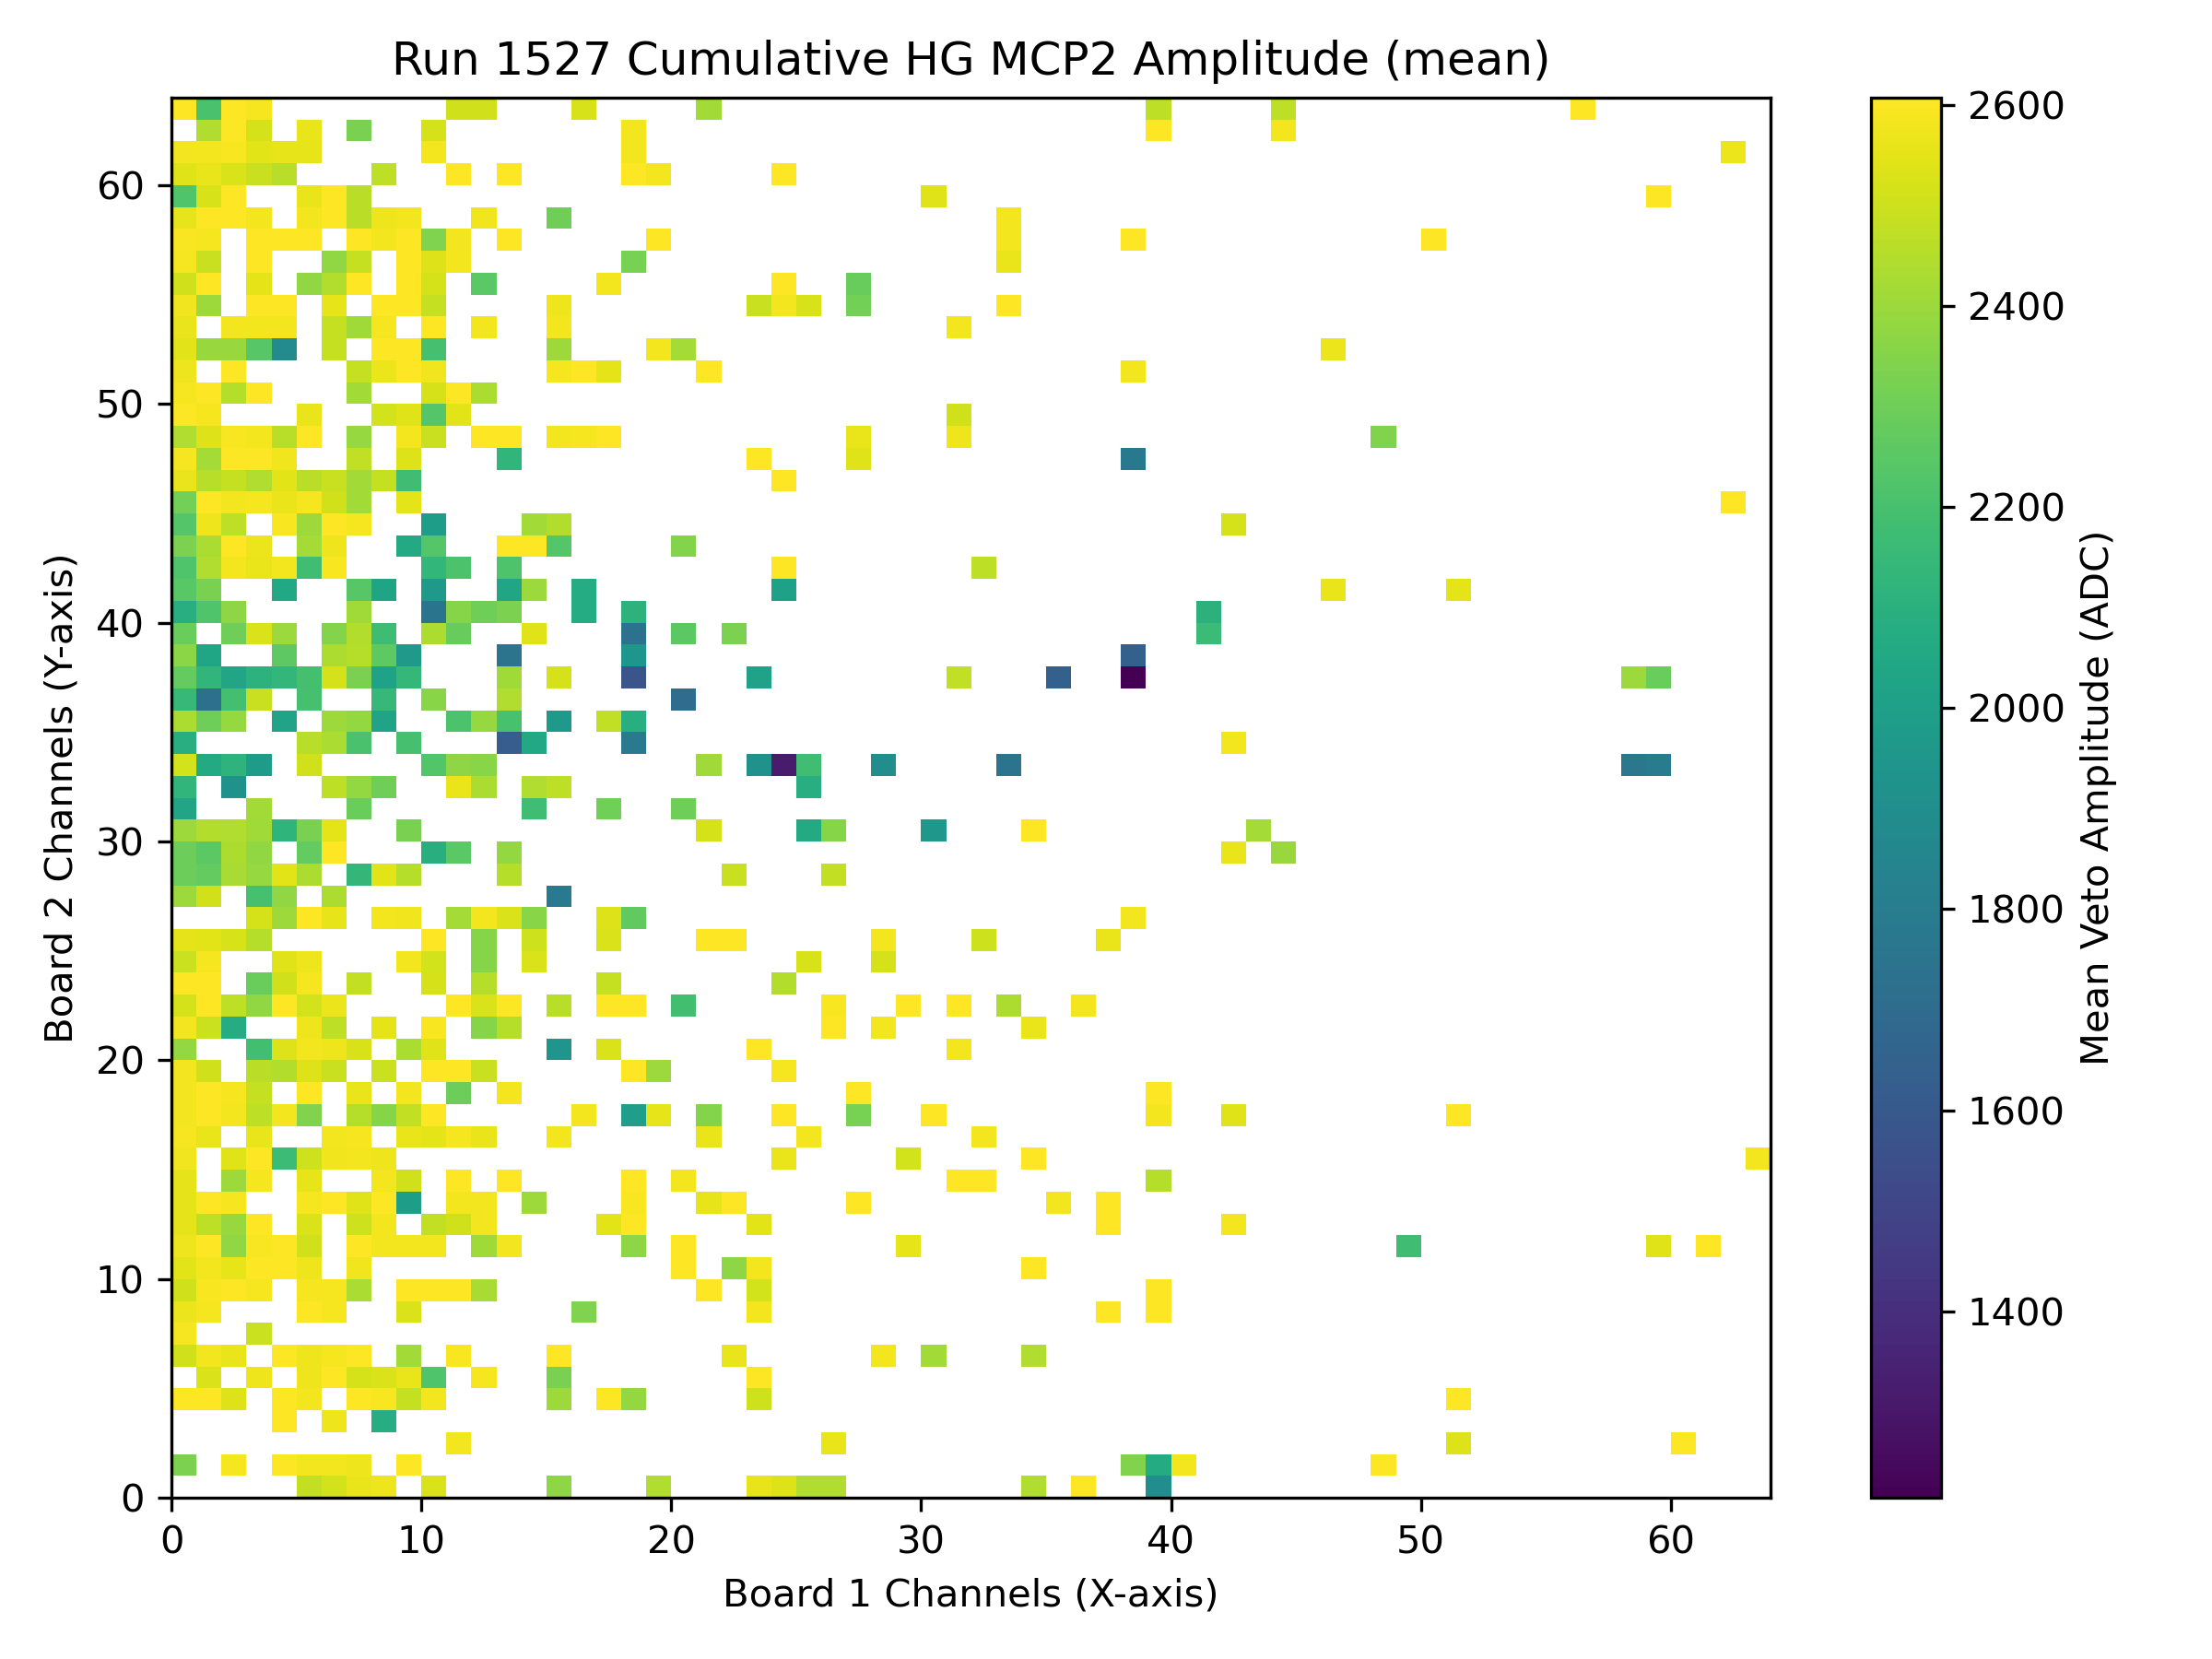 Run 1527 Cumulative HG MCP2 Amplitude (mean)
60
50
40
30
20
10
0
Board 2 Channels (Y-axis)
0 10 20 30 40 50 60
Board 1 Channels (X-axis)
2600
2400
2200
2000
1800
1600
1400
Mean Veto Amplitude (ADC)